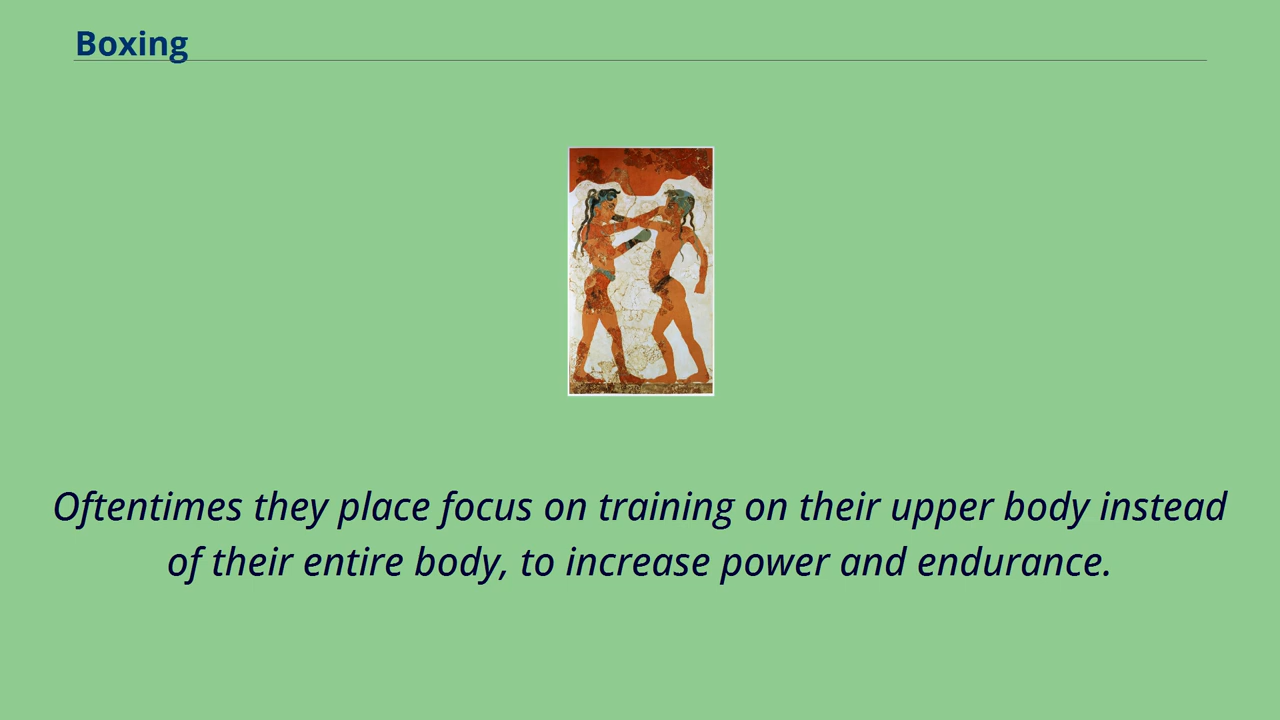 Boxing
Oftentimes they place focus on training on their upper body instead
of their entire body, to increase power and endurance.